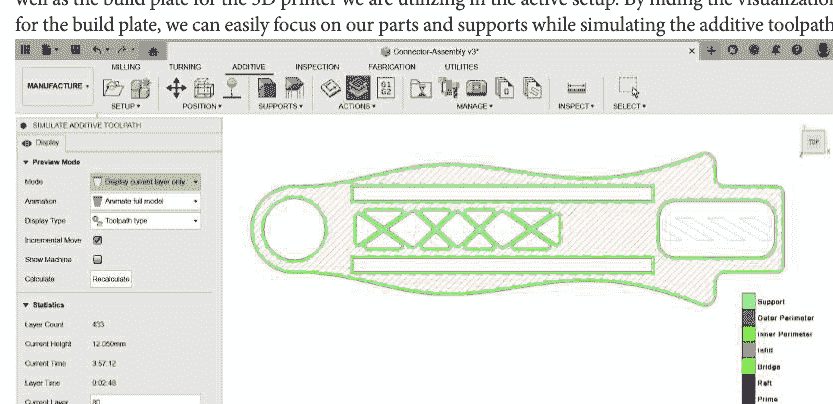 well as the build plate for the 3D printer we are utilizing in the active setup. By hiding the visualization
for the build plate, we can easily focus on our parts and supports while simulating the additive toolpath
Connector-Assembly v3*
MILLING TURNING ADDITIVE INSPECTION FABRICATION UTILITIES
MANUFACTURE
G1
G2
SETUP POSITION SUPPORTS ACTIONS MANAGE INSPECT SELECT
SIMULATE ADDITIVE TOOLPATH
TOP
Display
Preview Mode
Mode Display current layer only
Animation Animate full model
Display Type Toolpath type
Incremental Move
Show Machine
Calculate Recalculate
Statistics
Layer Count 433
Current Height 12.050mm
Current Time 3:57:12
Layer Time 0:02:48
Current Layer 80
Support
Outer Perimeter
Inner Perimeter
Infill
Bridge
Raft
Prime